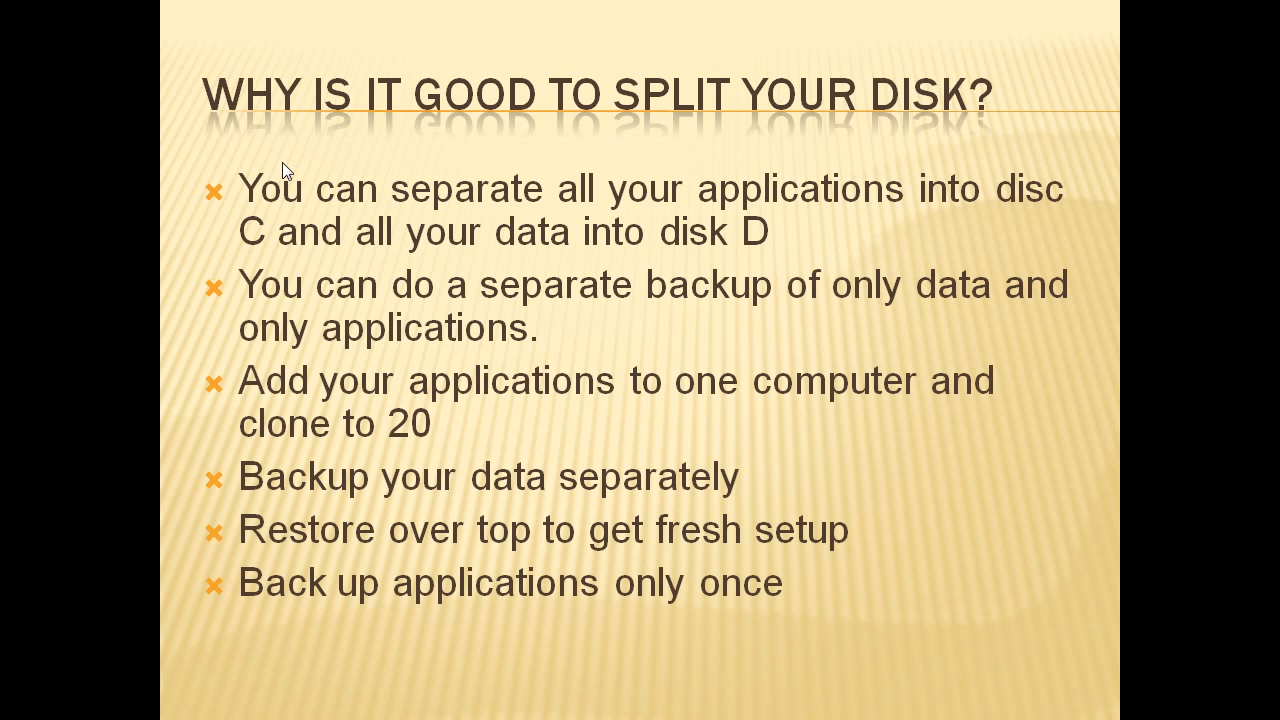 WHY IS IT GOOD TO SPLIT YOUR DISK?
You can separate all your applications into disc
C and all your data into disk D
You can do a separate backup of only data and
only applications.
Add your applications to one computer and
clone to 20
Backup your data separately
Restore over top to get fresh setup
Back up applications only once